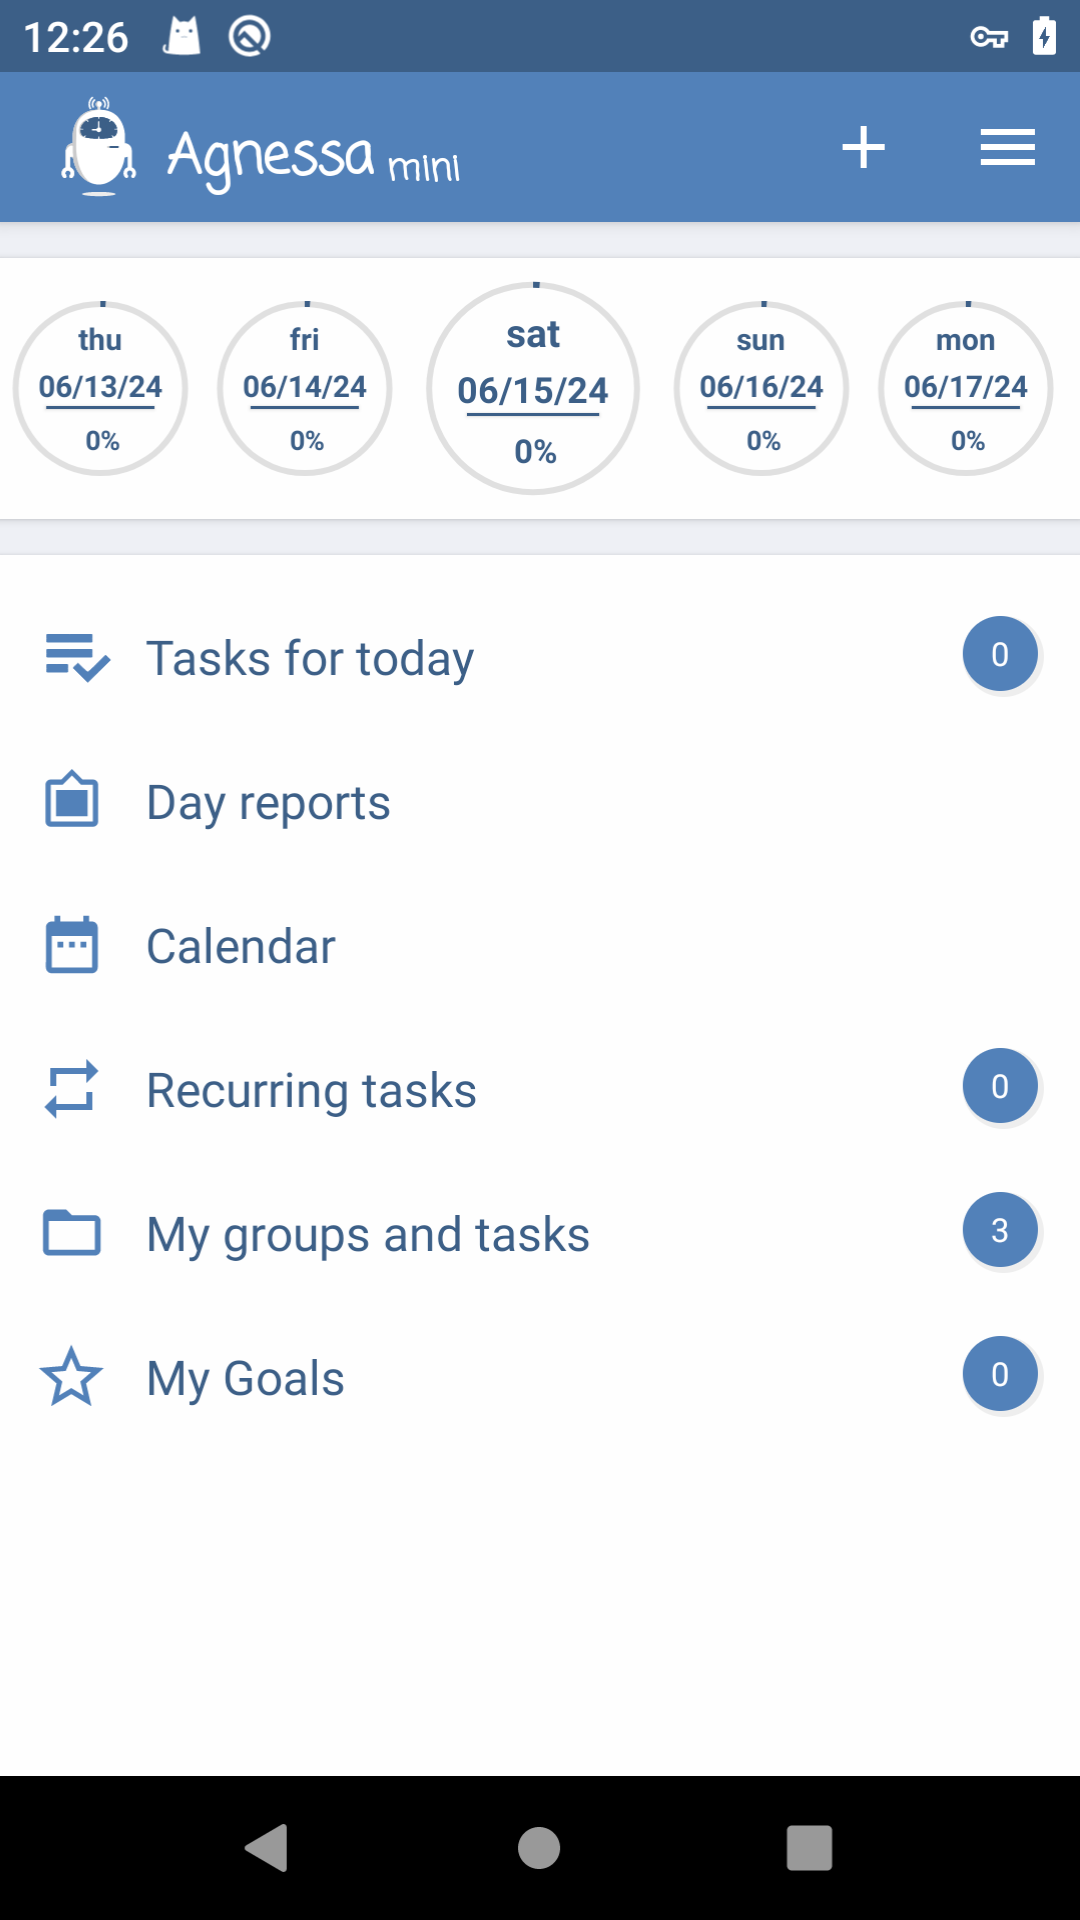 12:26
Agnessa mini
thu
06/13/24
0%
fri
06/14/24
0%
sat
06/15/24
0%
sun
06/16/24
0%
mon
06/17/24
0%
Tasks for today
0
Day reports
Calendar
Recurring tasks
0
My groups and tasks
3
My Goals
0